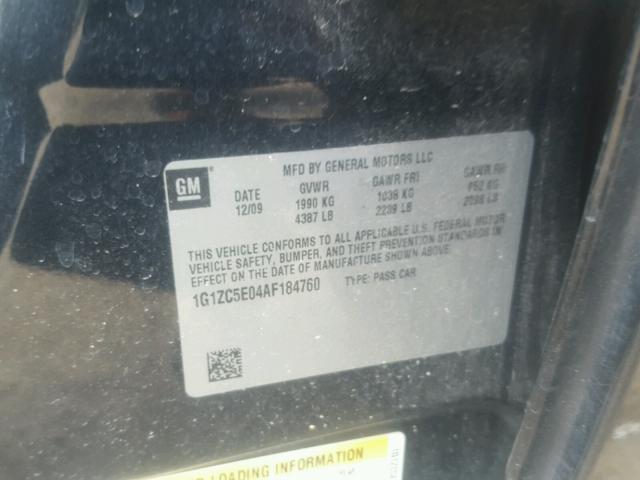 MFD BY GENERAL MOTORS LLC
GM
DATE GVWR GAWR FRT GAWR RR
12/09 1990 KG 1038 KG 952 KG
4387 LB 2289 LB 2098 LB
THIS VEHICLE CONFORMS TO ALL APPLICABLE U.S. FEDERAL MOTOR
VEHICLE SAFETY, BUMPER, AND THEFT PREVENTION STANDARDS IN
EFFECT ON THE DATE OF MANUFACTURE SHOWN ABOVE.
1G1ZC5E04AF184760 TYPE: PASS CAR
LOADING INFORMATION